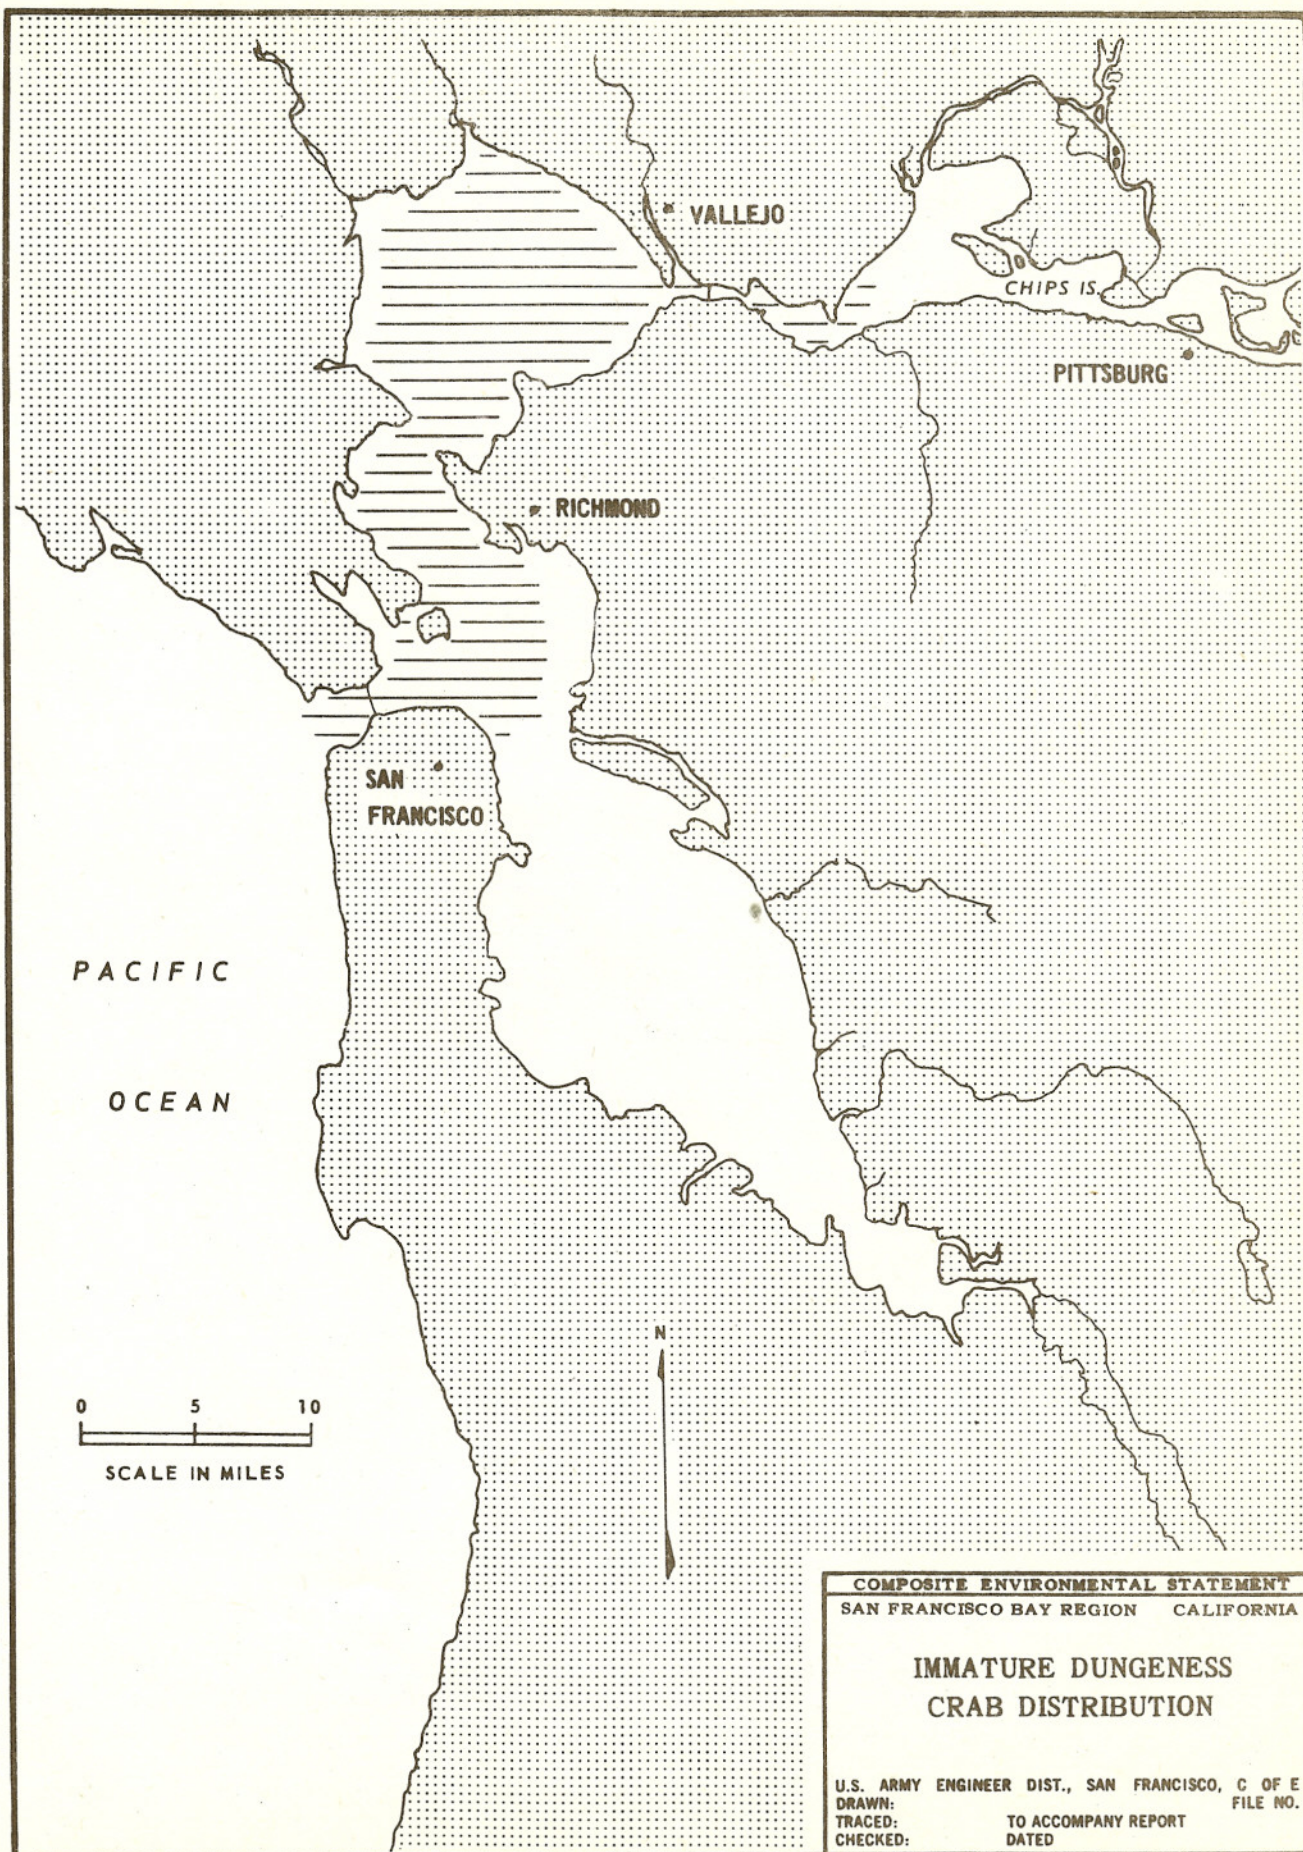 VALLEJO
CHIPS IS.
PITTSBURG
RICHMOND
SAN
FRANCISCO
PACIFIC
OCEAN
N
0 5 10
SCALE IN MILES
COMPOSITE ENVIRONMENTAL STATEMENT
SAN FRANCISCO BAY REGION CALIFORNIA
IMMATURE DUNGENESS
CRAB DISTRIBUTION
U.S. ARMY ENGINEER DIST., SAN FRANCISCO, C OF E
DRAWN: FILE NO.
TRACED: TO ACCOMPANY REPORT
CHECKED: DATED